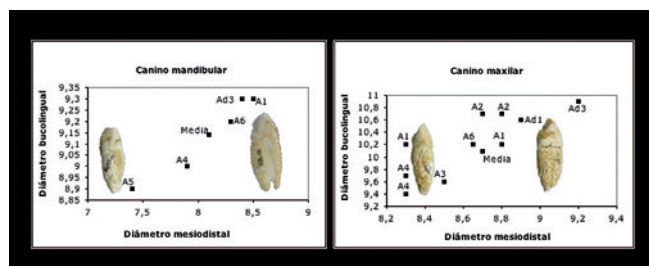 Canino mandibular
Diámetro bucolingual
9,35
9,3
9,25
9,2
9,15
9,1
9,05
9
8,95
8,9
8,85
Ad3
A1
A6
Media
A4
A5
7
7,5
8
8,5
9
Diámetro mesiodistal
Canino maxilar
Diámetro bucolingual
11
10,8
10,6
10,4
10,2
10
9,8
9,6
9,4
9,2
Ad3
A2
A2
Ad1
A1
A6
A1
Media
A4
A3
A4
8,2
8,4
8,6
8,8
9
9,2
9,4
Diámetro mesiodistal